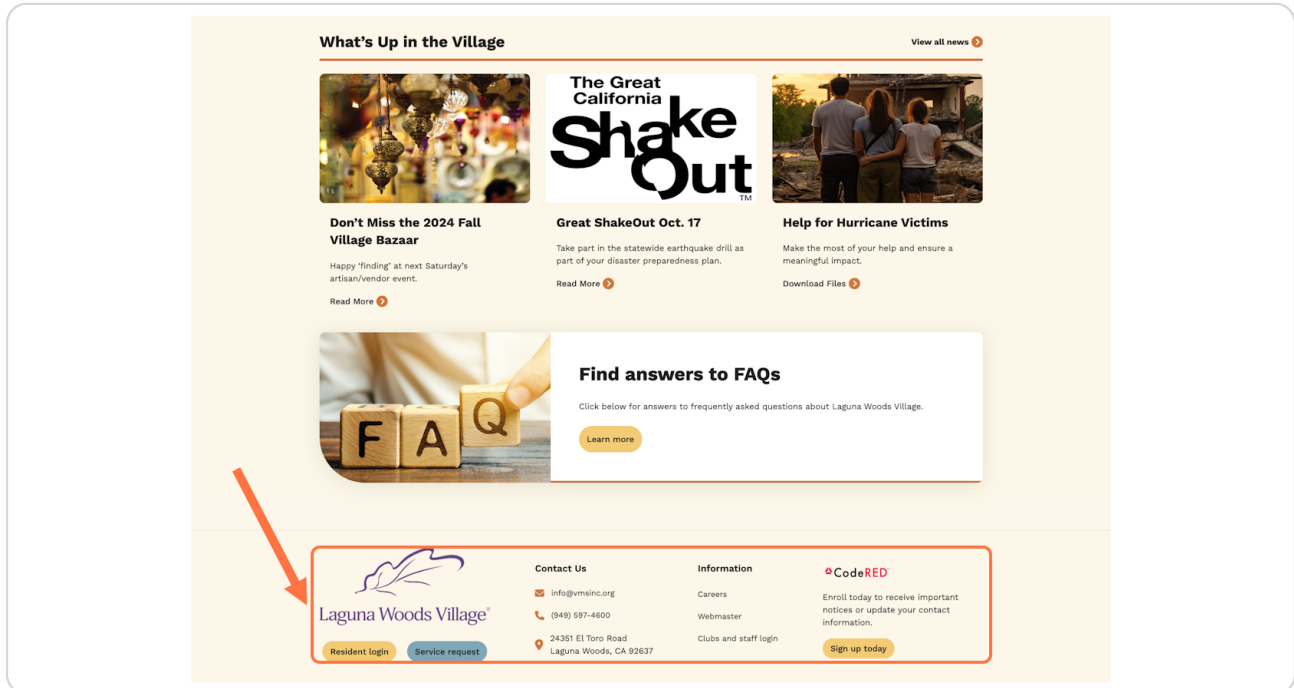 What's Up in the Village
View all news
The Great
California
ShakeOut
TM
Don't Miss the 2024 Fall
Village Bazaar
Happy 'finding' at next Saturday's
artisan/vendor event.
Read More
Great ShakeOut Oct. 17
Take part in the statewide earthquake drill as
part of your disaster preparedness plan.
Read More
Help for Hurricane Victims
Make the most of your help and ensure a
meaningful impact.
Download Files
F A Q
Find answers to FAQs
Click below for answers to frequently asked questions about Laguna Woods Village.
Learn more
Laguna Woods Village®
Resident login
Service request
Contact Us
info@vmsinc.org
(949) 597-4600
24351 El Toro Road
Laguna Woods, CA 92637
Information
Careers
Webmaster
Clubs and staff login
CodeRED
Enroll today to receive important
notices or update your contact
information.
Sign up today